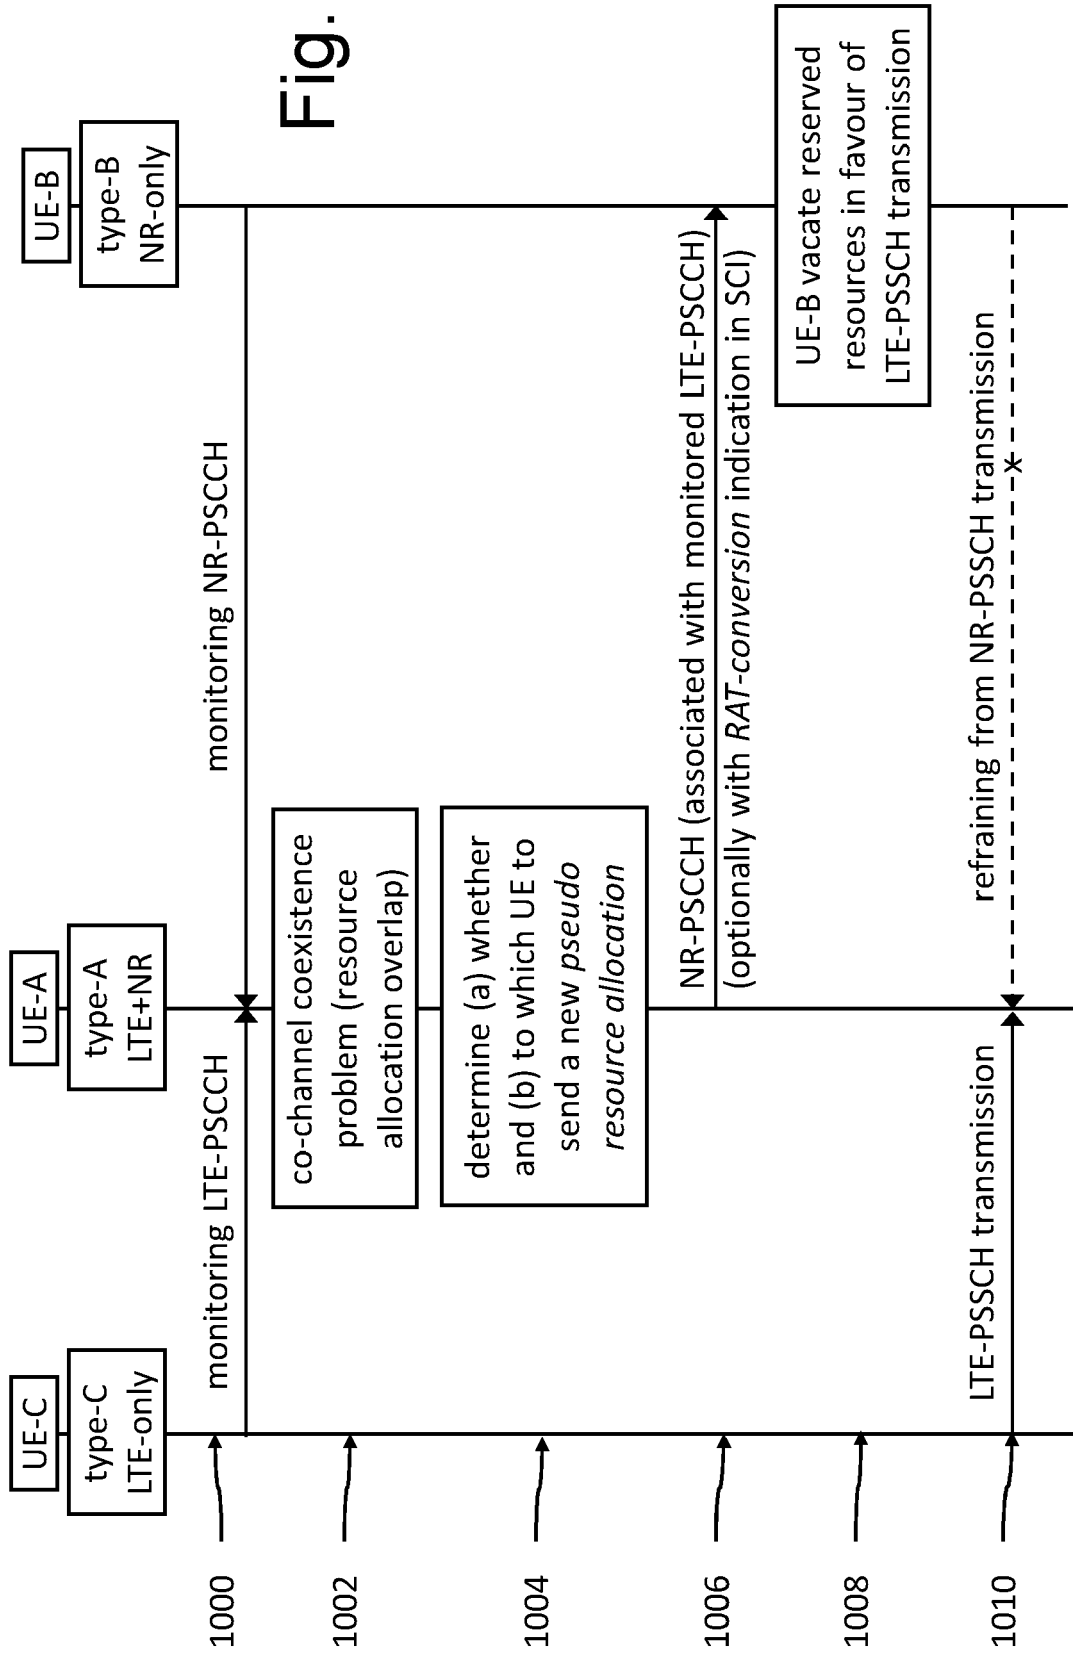 UE-C
type-C
LTE-only
UE-A
type-A
LTE+NR
UE-B
type-B
NR-only
1000
monitoring LTE-PSCCH
monitoring NR-PSCCH
1002
co-channel coexistence
problem (resource
allocation overlap)
1004
determine (a) whether
and (b) to which UE to
send a new pseudo
resource allocation
1006
NR-PSCCH (associated with monitored LTE-PSCCH)
(optionally with RAT-conversion indication in SCI)
1008
UE-B vacate reserved
resources in favour of
LTE-PSSCH transmission
1010
LTE-PSSCH transmission
refraining from NR-PSSCH transmission
x
Fig.